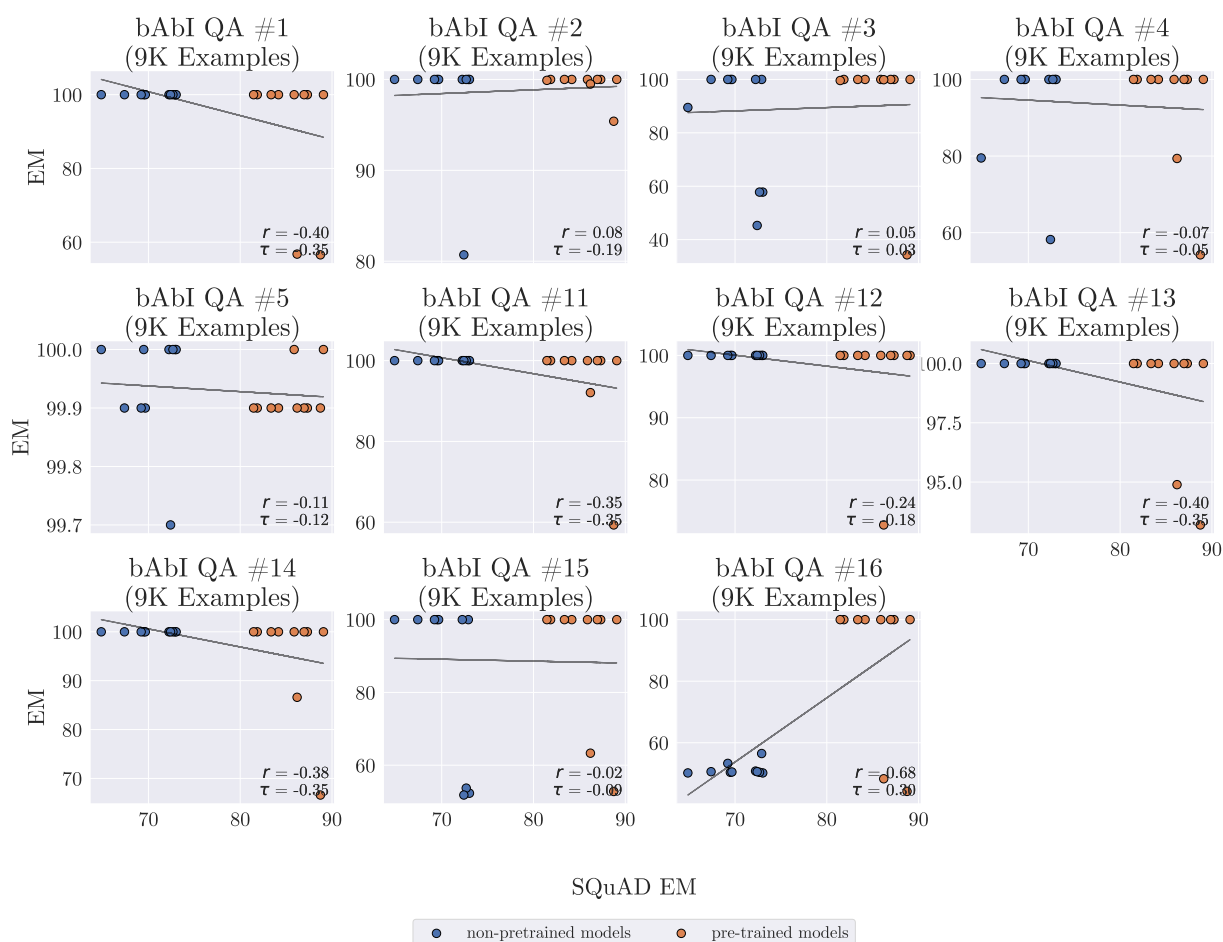 bAbI QA #1
(9K Examples)
bAbI QA #2
(9K Examples)
bAbI QA #3
(9K Examples)
bAbI QA #4
(9K Examples)
EM
100
80
60
r = -0.40
τ = -0.35
100
90
80
r = 0.08
τ = -0.19
100
80
60
40
r = 0.05
τ = 0.03
100
80
60
r = -0.07
τ = -0.05
bAbI QA #5
(9K Examples)
bAbI QA #11
(9K Examples)
bAbI QA #12
(9K Examples)
bAbI QA #13
(9K Examples)
EM
100.0
99.9
99.8
99.7
r = -0.11
τ = -0.12
100
80
60
r = -0.35
τ = -0.35
100
90
80
r = -0.24
τ = -0.18
100.0
97.5
95.0
r = -0.40
τ = -0.35
70 80 90
bAbI QA #14
(9K Examples)
bAbI QA #15
(9K Examples)
bAbI QA #16
(9K Examples)
EM
100
90
80
70
r = -0.38
τ = -0.35
70 80 90
100
80
60
r = -0.02
τ = -0.09
70 80 90
100
80
60
r = 0.68
τ = 0.30
70 80 90
SQuAD EM
non-pretrained models
pre-trained models